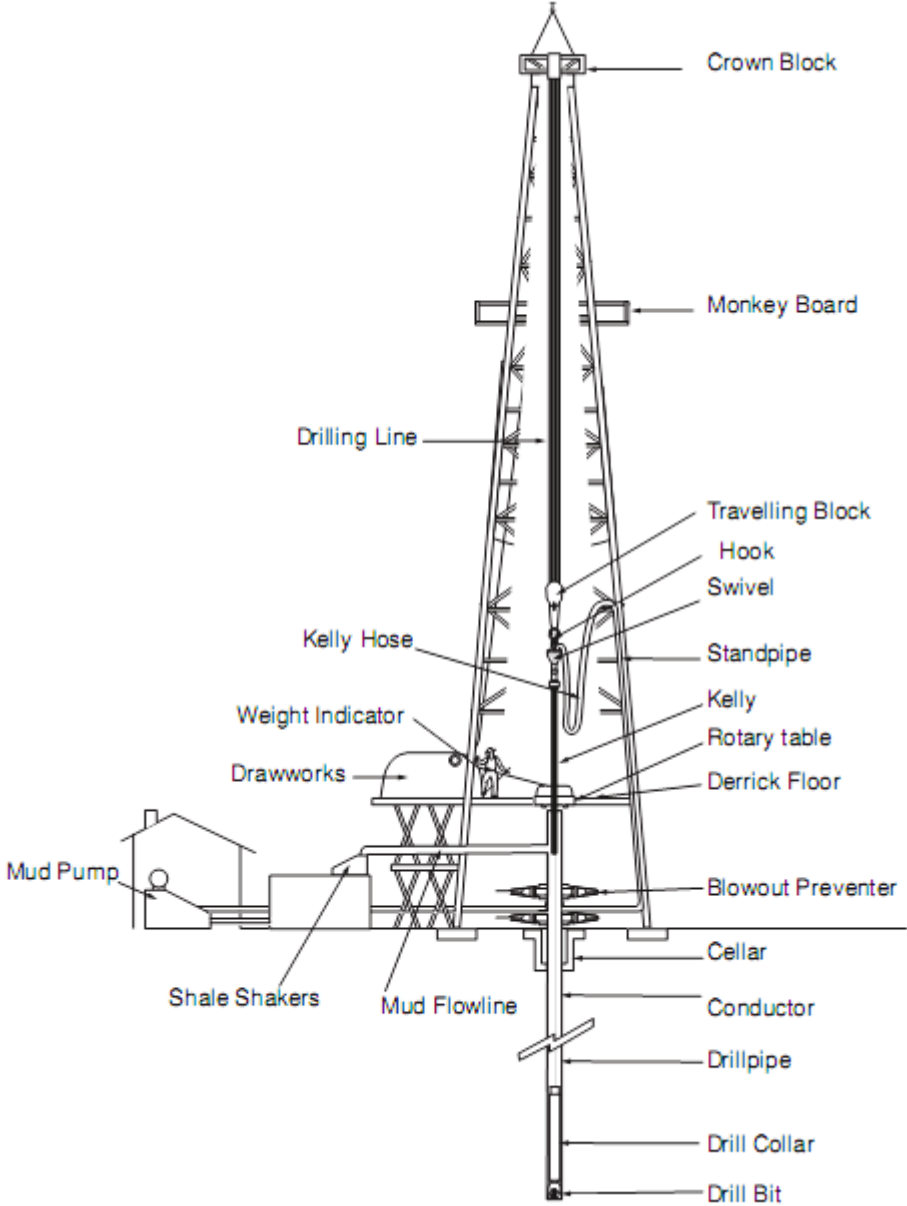 Crown Block
Monkey Board
Drilling Line
Travelling Block
Hook
Swivel
Kelly Hose
Standpipe
Kelly
Weight Indicator
Rotary table
Drawworks
Derrick Floor
Mud Pump
Blowout Preventer
Cellar
Shale Shakers
Mud Flowline
Conductor
Drillpipe
Drill Collar
Drill Bit